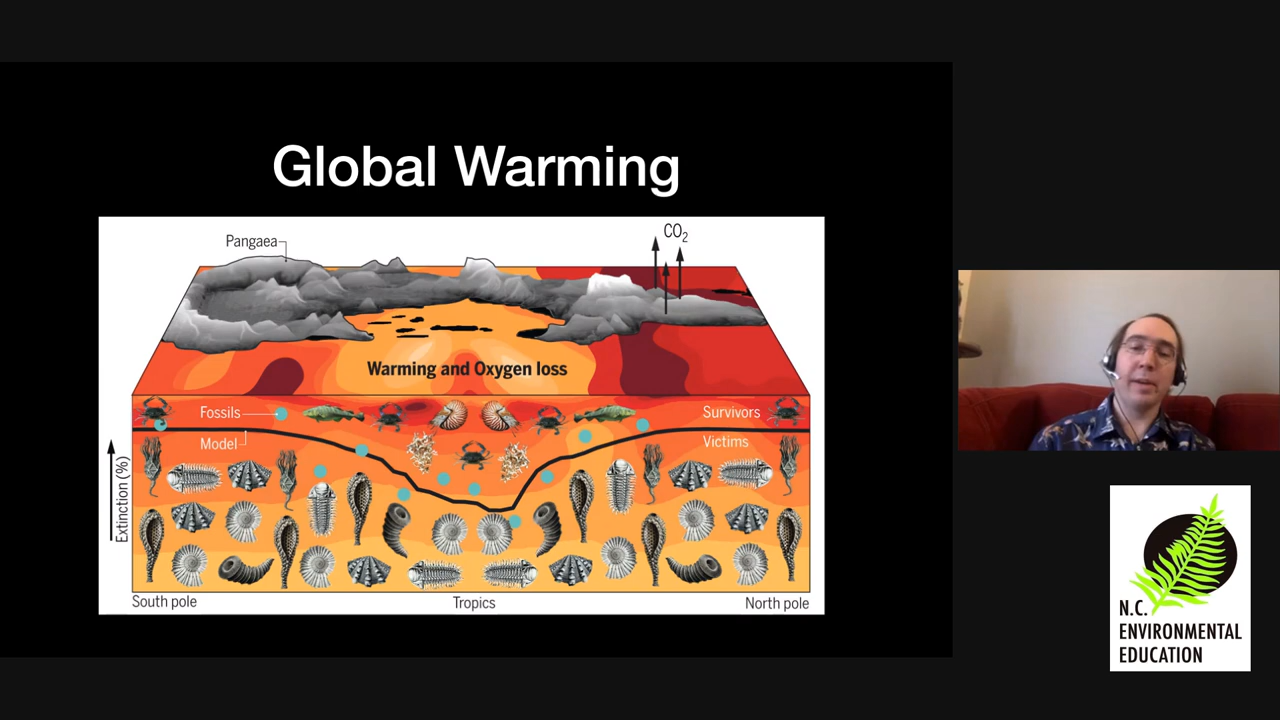 Global Warming
Pangaea
CO₂
Warming and Oxygen loss
Fossils
Survivors
Model
Victims
Extinction (%)
South pole
Tropics
North pole
N.C.
ENVIRONMENTAL
EDUCATION